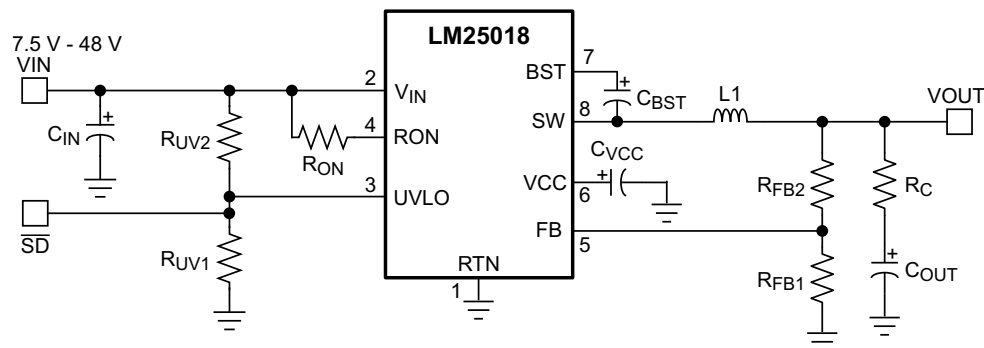 LM25018
7.5 V - 48 V
VIN
7
BST
CBST
L1
VOUT
2
VIN
8
SW
CIN
RUV2
4
RON
RON
CVCC
RFB2
RC
3
UVLO
VCC
6
SD
FB
5
RUV1
RTN
1
RFB1
COUT
+
+
+
+